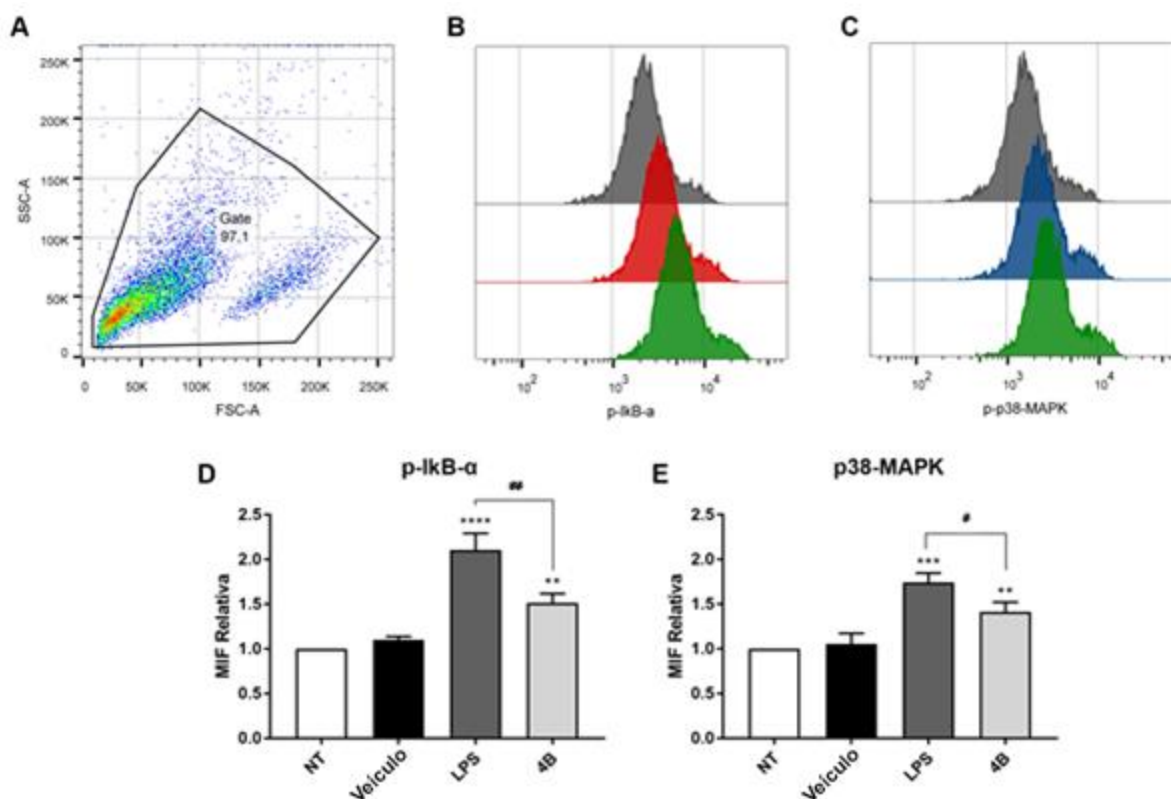 A
250K
200K
150K
100K
50K
0
SSC-A
Gate
97,1
0 50K 100K 150K 200K 250K
FSC-A
B
10² 10³ 10⁴
p-IkB-a
C
10² 10³ 10⁴
p-p38-MAPK
D
p-IkB-α
2.5
2.0
1.5
1.0
0.5
0.0
MIF Relativa
****
**
##
NT Veículo LPS 4B
E
p38-MAPK
2.5
2.0
1.5
1.0
0.5
0.0
MIF Relativa
***
**
#
NT Veículo LPS 4B